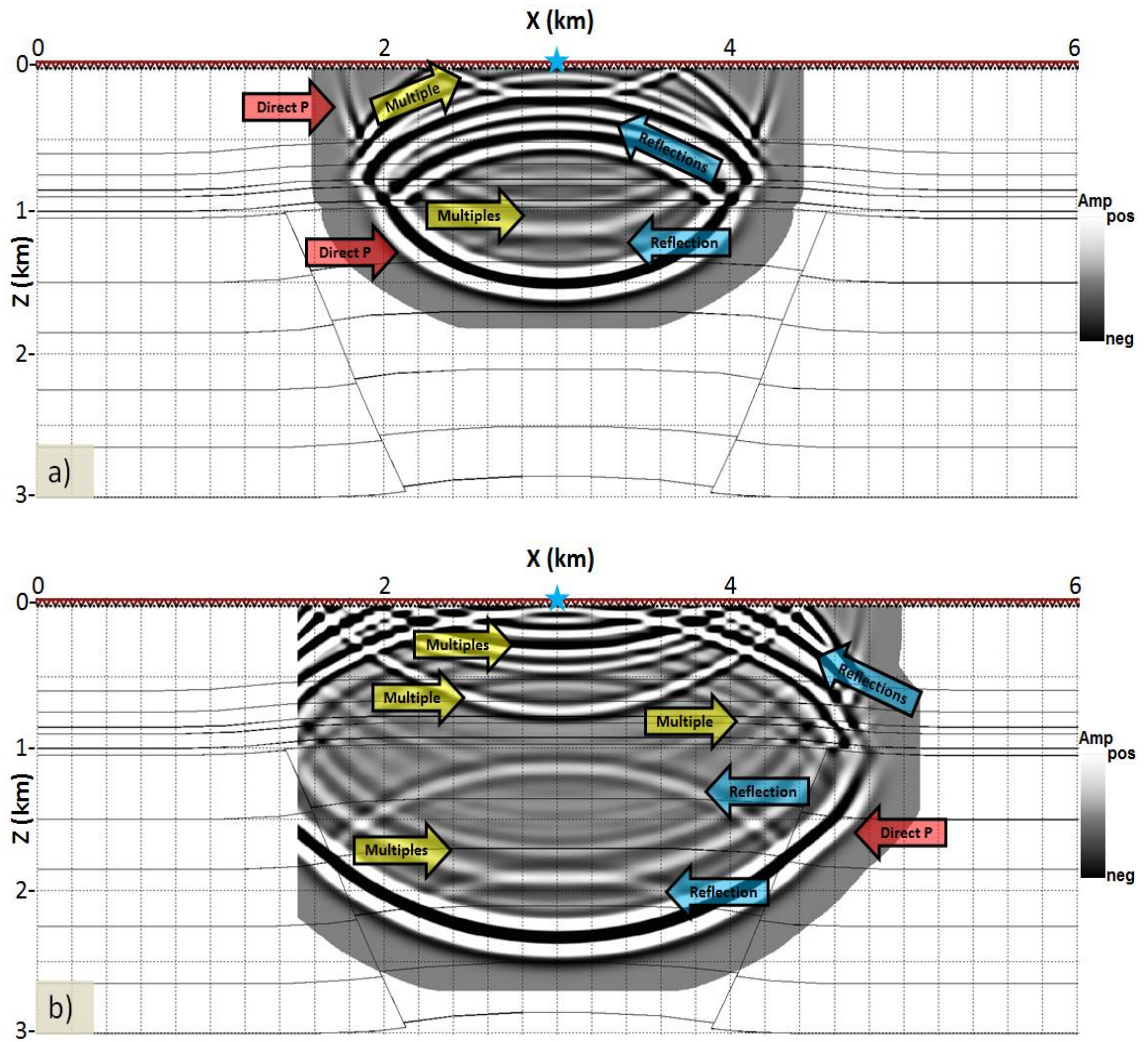 X (km)
0 2 4 6
0-
Direct P
Multiple
Reflections
1-
Multiples
Direct P
Reflection
Amp
pos
neg
Z (km)
2-
a)
3-
X (km)
0 2 4 6
0-
Multiples
Multiple
Multiple
Reflections
1-
Amp
pos
neg
Z (km)
Reflection
Direct P
Multiples
2-
Reflection
b)
3-